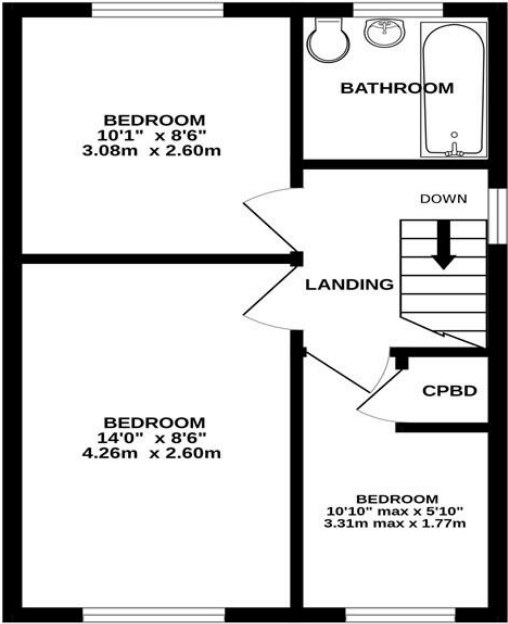 BATHROOM
BEDROOM
10'1" x 8'6"
3.08m x 2.60m
DOWN
LANDING
CPBD
BEDROOM
14'0" x 8'6"
4.26m x 2.60m
BEDROOM
10'10" max x 5'10"
3.31m max x 1.77m